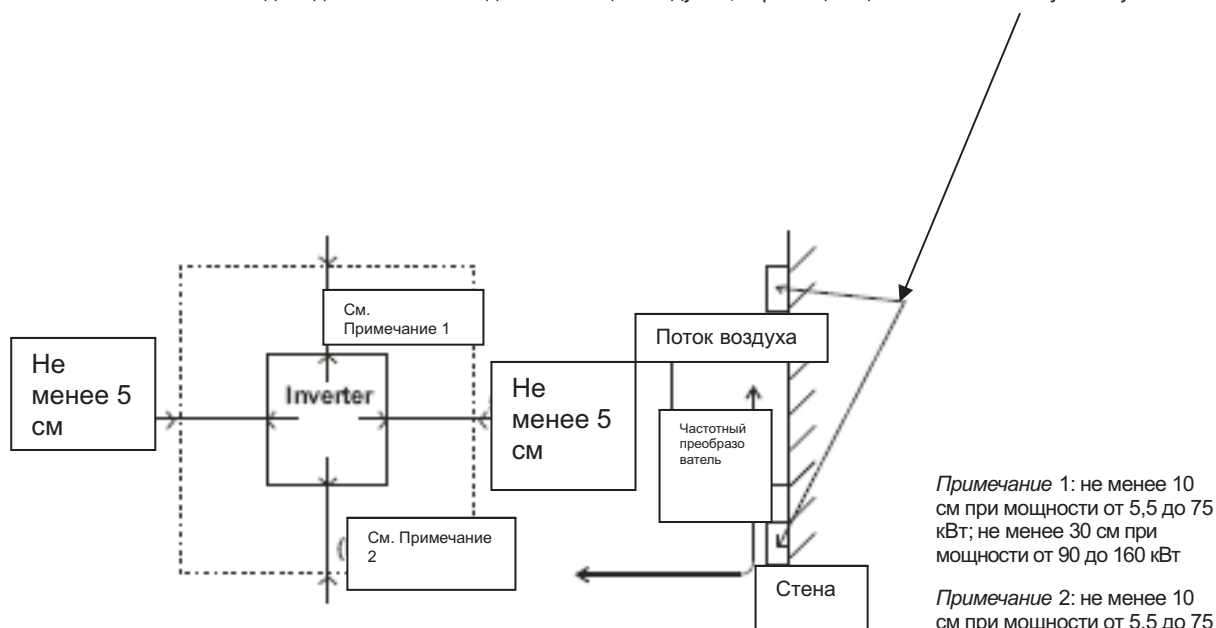 См.
Примечание 1
Не
менее 5
см
Inverter
Не
менее 5
см
См. Примечание
2
Поток воздуха
Частотный
преобразо
ватель
Стена
Примечание 1: не менее 10
см при мощности от 5,5 до 75
кВт; не менее 30 см при
мощности от 90 до 160 кВт
Примечание 2: не менее 10
см при мощности от 5,5 до 75